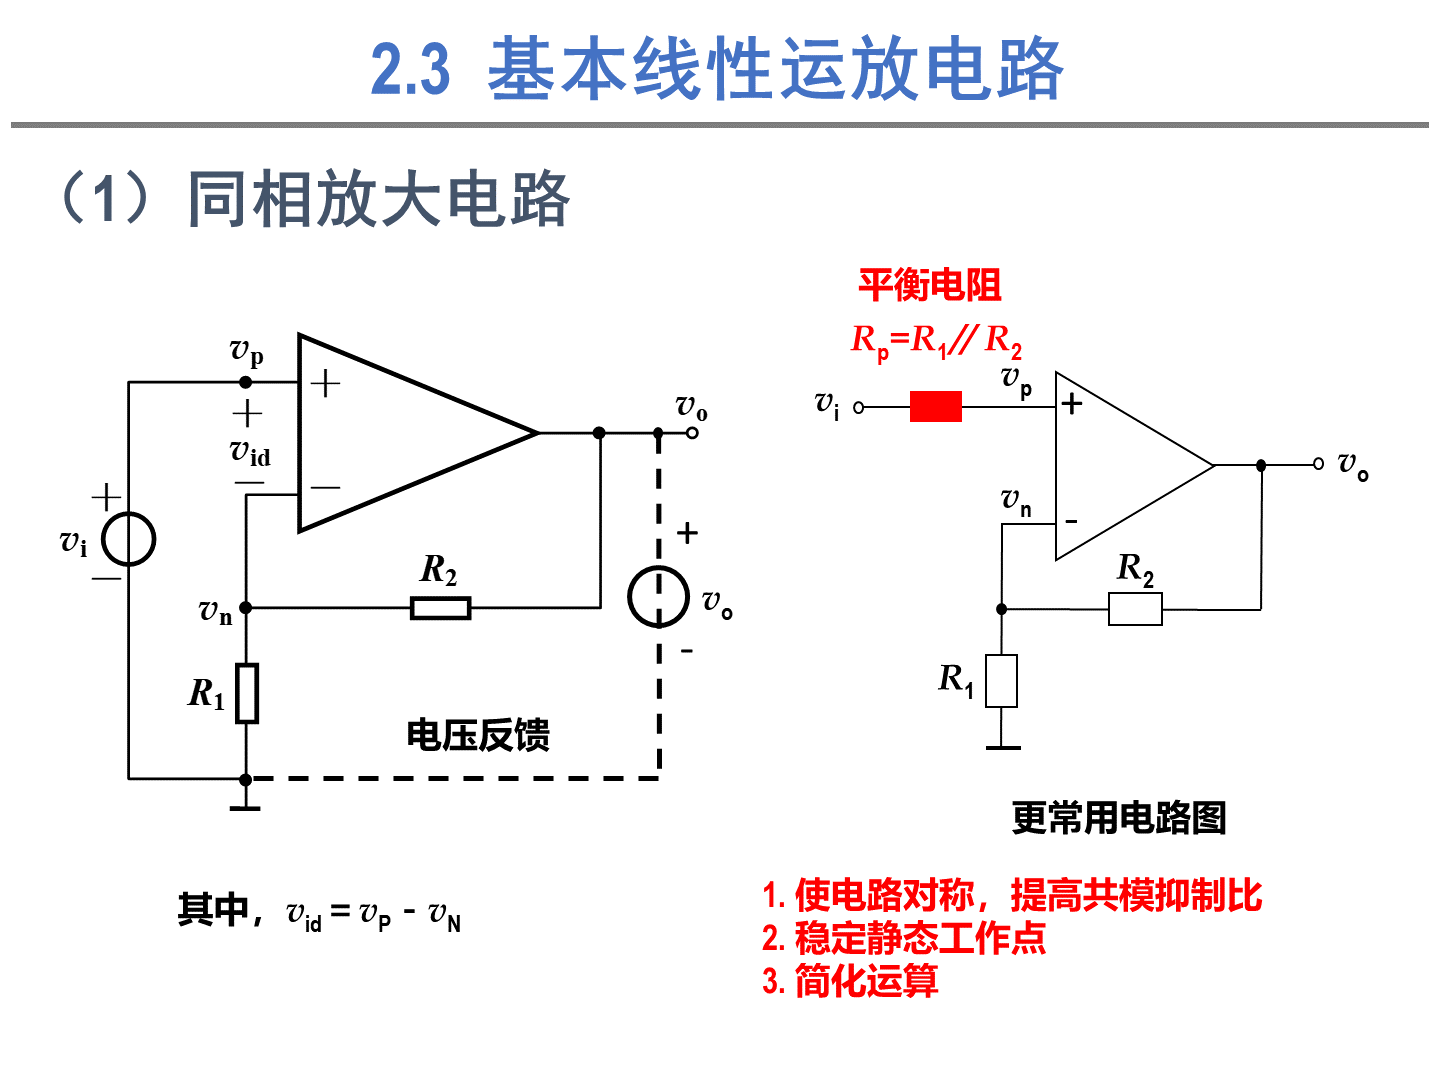 2.3 基本线性运放电路
（1）同相放大电路
平衡电阻
Rp=R1// R2
vp
+
vid
—
+
—
vo
+
vi
—
vn
R2
R1
+
vo
-
电压反馈
其中，vid = vP - vN
vi
vp
+
vn
-
vo
R2
R1
更常用电路图
1. 使电路对称，提高共模抑制比
2. 稳定静态工作点
3. 简化运算